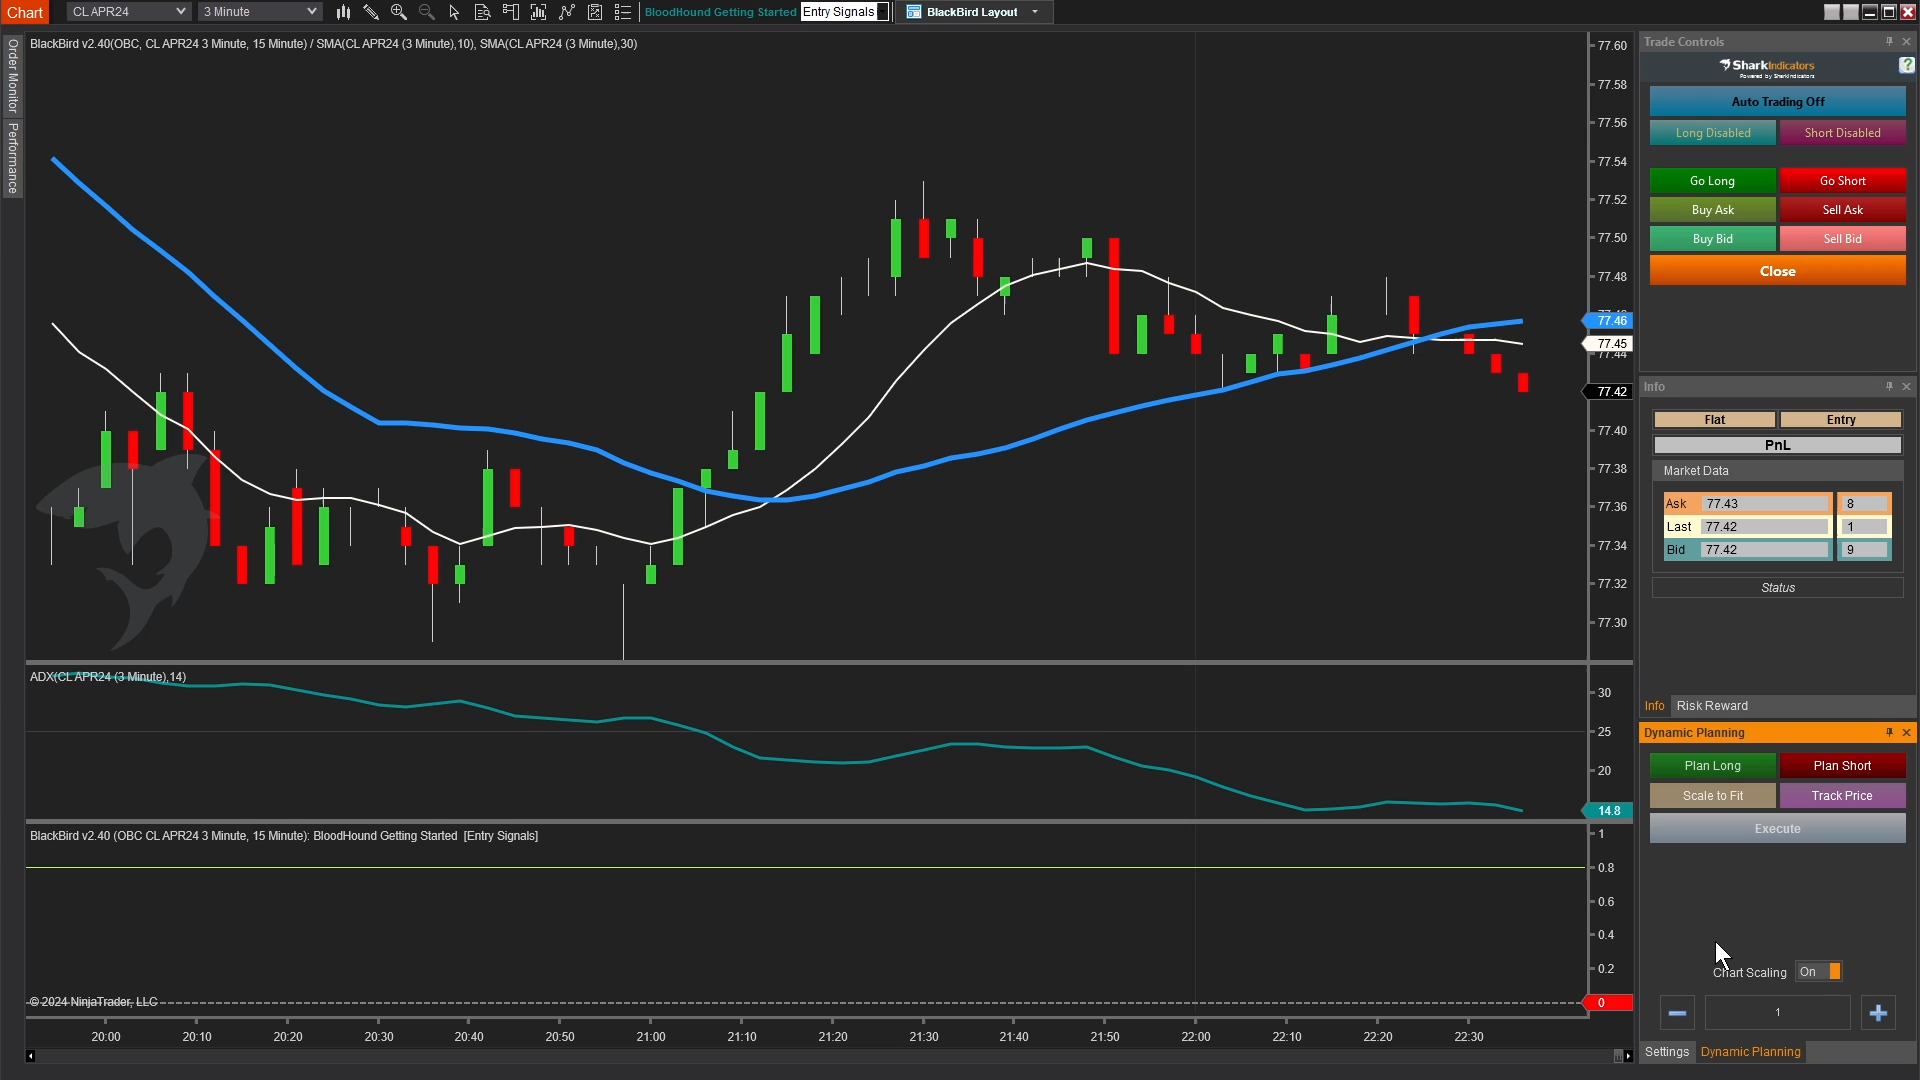 Chart CL APR24 3 Minute BloodHound Getting Started Entry Signals BlackBird Layout
Order Monitor
Performance
BlackBird v2.40(OBC, CL APR24 3 Minute, 15 Minute) / SMA(CL APR24 (3 Minute),10), SMA(CL APR24 (3 Minute),30)
77.60
77.58
77.56
77.54
77.52
77.50
77.48
77.46
77.45
77.44
77.42
77.40
77.38
77.36
77.34
77.32
77.30
ADX(CL APR24 (3 Minute),14)
30
25
20
14.8
BlackBird v2.40 (OBC CL APR24 3 Minute, 15 Minute): BloodHound Getting Started [Entry Signals]
1
0.8
0.6
0.4
0.2
0
© 2024 NinjaTrader, LLC
20:00 20:10 20:20 20:30 20:40 20:50 21:00 21:10 21:20 21:30 21:40 21:50 22:00 22:10 22:20 22:30
Trade Controls
SharkIndicators
Powered by SharkIndicators
?
Auto Trading Off
Long Disabled Short Disabled
Go Long Go Short
Buy Ask Sell Ask
Buy Bid Sell Bid
Close
Info
Flat Entry
PnL
Market Data
Ask 77.43 8
Last 77.42 1
Bid 77.42 9
Status
Info Risk Reward
Dynamic Planning
Plan Long Plan Short
Scale to Fit Track Price
Execute
Chart Scaling On
1
Settings Dynamic Planning